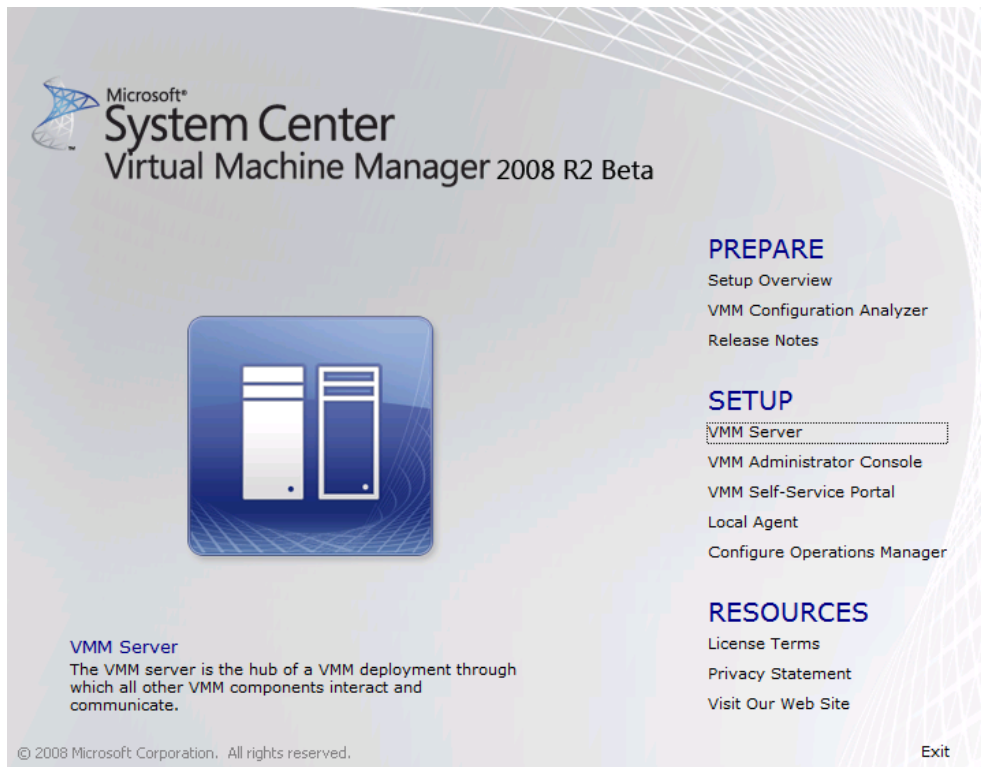 Microsoft®
System Center
Virtual Machine Manager 2008 R2 Beta
PREPARE
Setup Overview
VMM Configuration Analyzer
Release Notes
SETUP
VMM Server
VMM Administrator Console
VMM Self-Service Portal
Local Agent
Configure Operations Manager
RESOURCES
License Terms
Privacy Statement
Visit Our Web Site
VMM Server
The VMM server is the hub of a VMM deployment through
which all other VMM components interact and
communicate.
© 2008 Microsoft Corporation. All rights reserved.
Exit